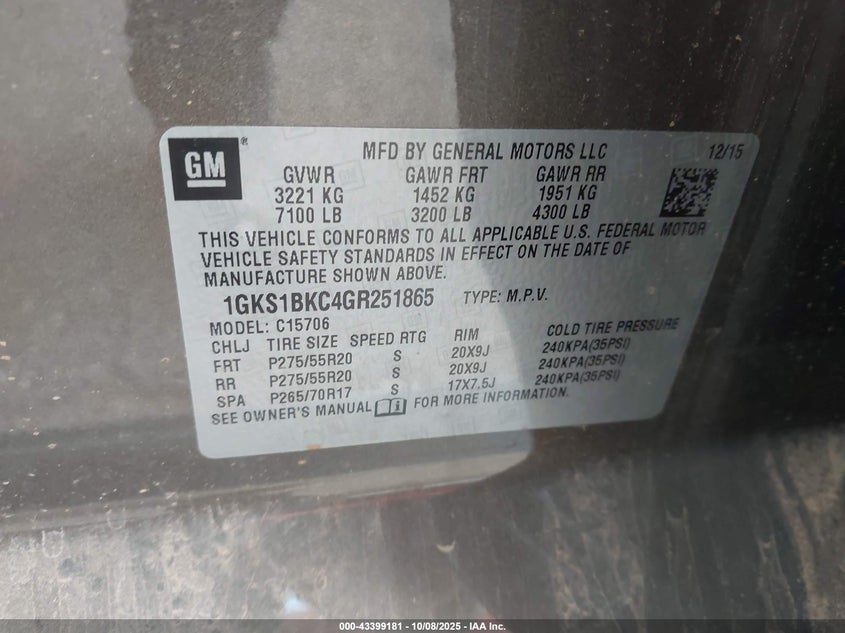 GM ®
MFD BY GENERAL MOTORS LLC 12/15
GVWR GAWR FRT GAWR RR
3221 KG 1452 KG 1951 KG
7100 LB 3200 LB 4300 LB
THIS VEHICLE CONFORMS TO ALL APPLICABLE U.S. FEDERAL MOTOR
VEHICLE SAFETY STANDARDS IN EFFECT ON THE DATE OF
MANUFACTURE SHOWN ABOVE.
1GKS1BKC4GR251865 TYPE: M.P.V.
MODEL: C15706
CHLJ TIRE SIZE SPEED RTG RIM COLD TIRE PRESSURE
FRT P275/55R20 S 20X9J 240KPA(35PSI)
RR P275/55R20 S 20X9J 240KPA(35PSI)
SPA P265/70R17 S 17X7.5J 240KPA(35PSI)
SEE OWNER'S MANUAL i FOR MORE INFORMATION.
000-43399181 - 10/08/2025 - IAA Inc.